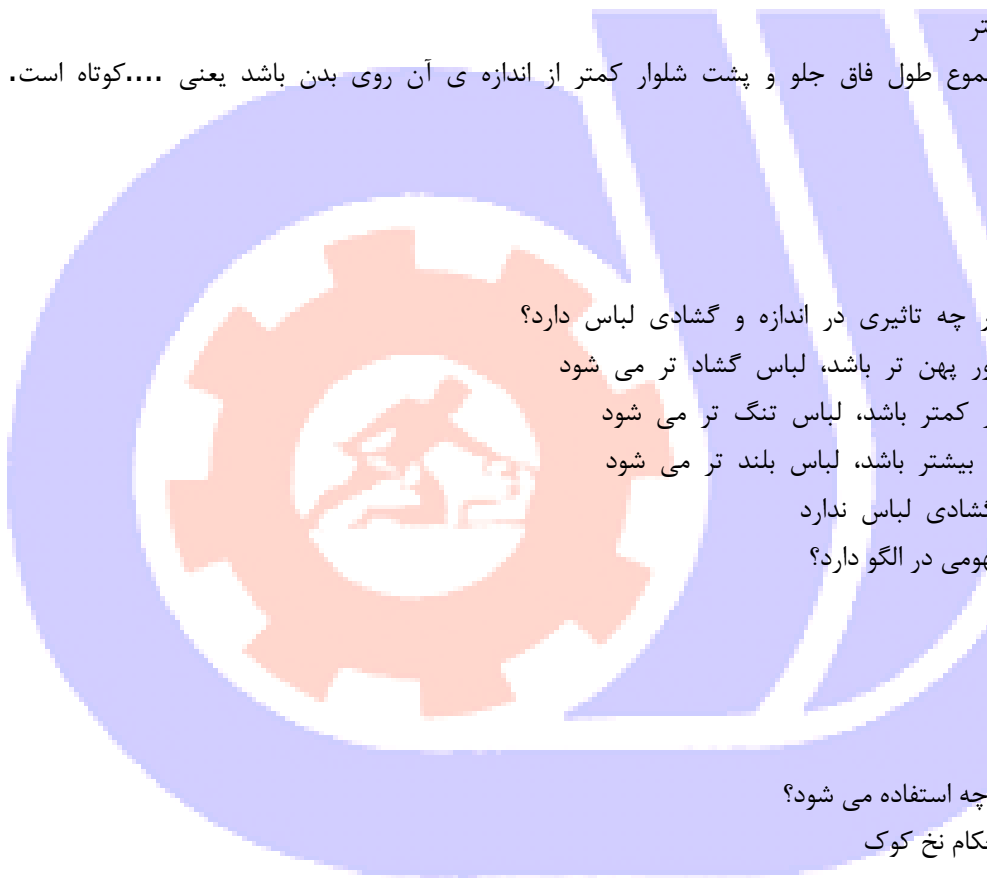 تر
موع طول فاق جلو و پشت شلوار کمتر از اندازه ی آن روی بدن باشد یعنی ....کوتاه است.
ر چه تاثیری در اندازه و گشادی لباس دارد؟
ور پهن تر باشد، لباس گشاد تر می شود
ر کمتر باشد، لباس تنگ تر می شود
بیشتر باشد، لباس بلند تر می شود
گشادی لباس ندارد
هومی در الگو دارد؟
چه استفاده می شود؟
کام نخ کوک